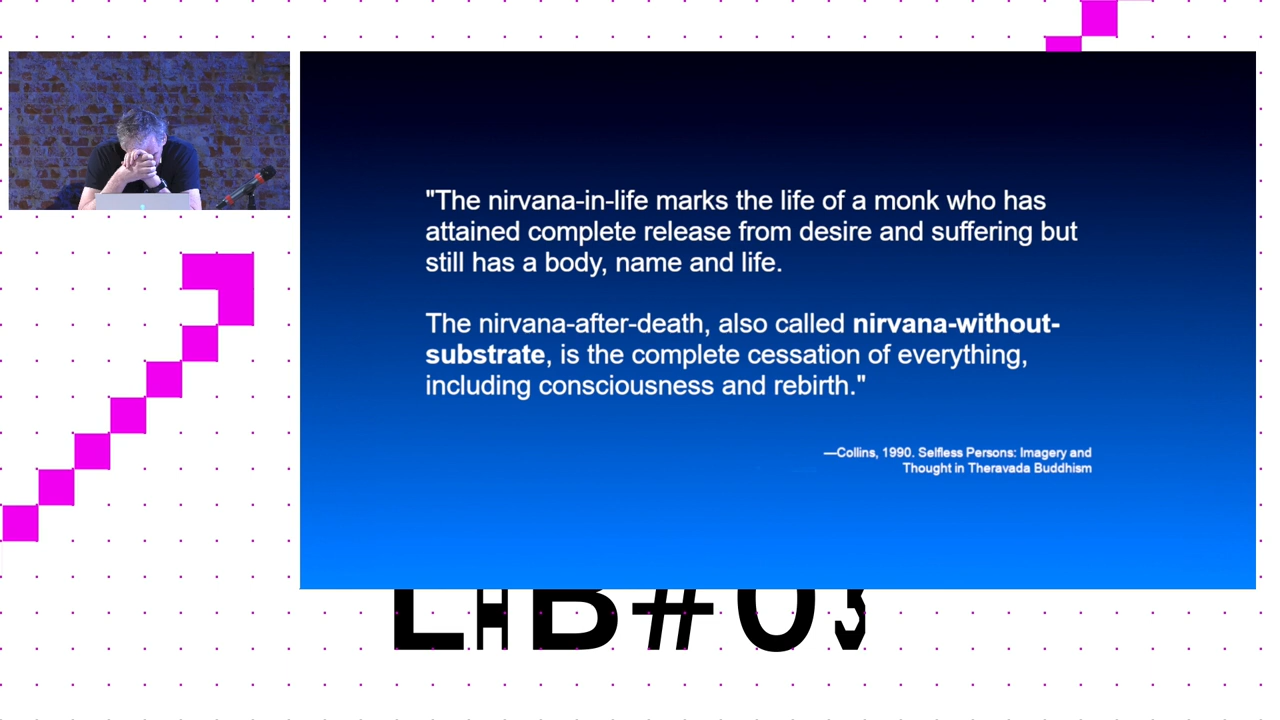 "The nirvana-in-life marks the life of a monk who has
attained complete release from desire and suffering but
still has a body, name and life.
The nirvana-after-death, also called nirvana-without-
substrate, is the complete cessation of everything,
including consciousness and rebirth."
—Collins, 1990. Selfless Persons: Imagery and
Thought in Theravada Buddhism
LAB#03